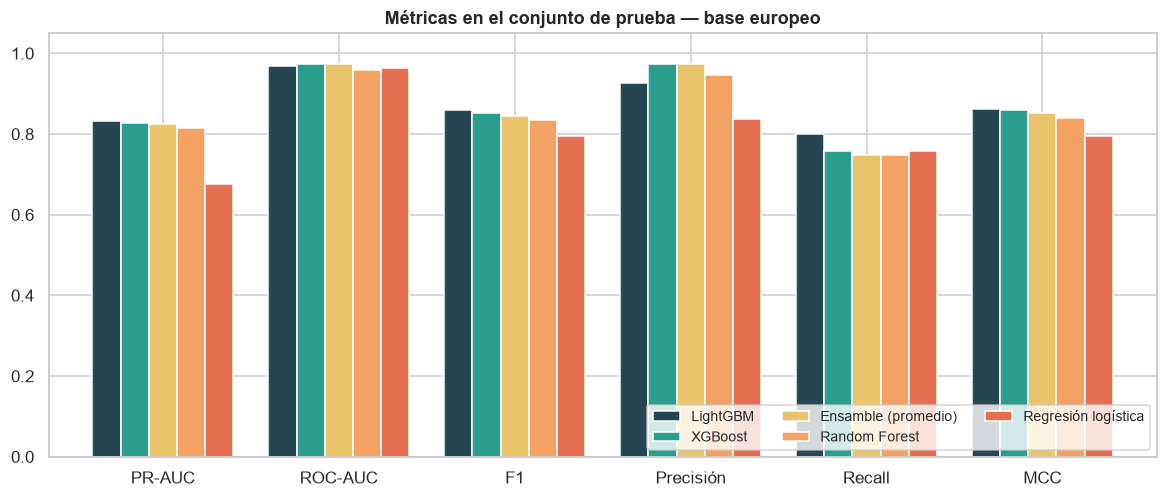 Métricas en el conjunto de prueba — base europeo
1.0
0.8
0.6
0.4
0.2
0.0
LightGBM
XGBoost
Ensamble (promedio)
Random Forest
Regresión logística
PR-AUC
ROC-AUC
F1
Precisión
Recall
MCC